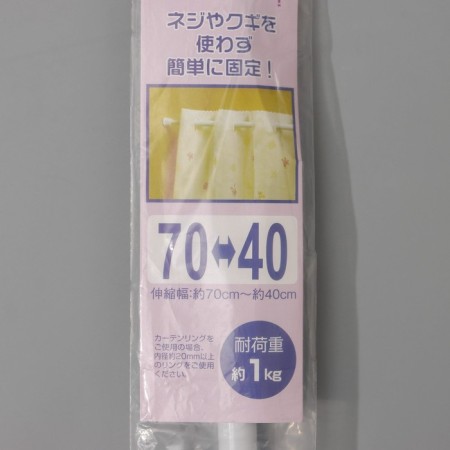 ネジやクギを
使わず
簡単に固定!
70↔40
伸縮幅:約70cm～約40cm
カーテンリングを
ご使用の場合、
内径約20mm以上
のリングをご使用
ください。
耐荷重
約1kg